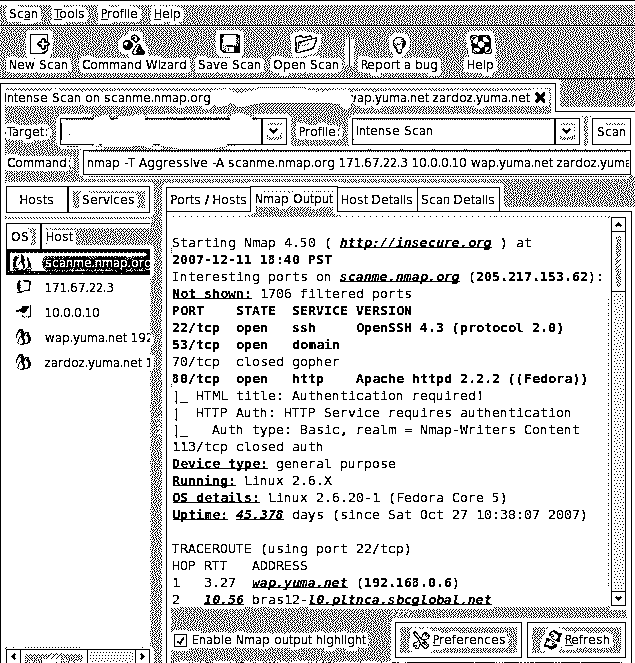 Scan Tools Profile Help
New Scan Command Wizard Save Scan Open Scan Report a bug Help
Intense Scan on scanme.nmap.org wap.yuma.net zardoz.yuma.net
Target: Profile: Intense Scan Scan
Command: nmap -T Aggressive -A scanme.nmap.org 171.67.22.3 10.0.0.10 wap.yuma.net zardoz.yuma
Hosts Services
Ports / Hosts Nmap Output Host Details Scan Details
OS Host
scanme.nmap.org
171.67.22.3
10.0.0.10
wap.yuma.net 192
zardoz.yuma.net 1
Starting Nmap 4.50 ( http://insecure.org ) at
2007-12-11 18:40 PST
Interesting ports on scanme.nmap.org (205.217.153.62):
Not shown: 1706 filtered ports
PORT STATE SERVICE VERSION
22/tcp open ssh OpenSSH 4.3 (protocol 2.0)
53/tcp open domain
70/tcp closed gopher
80/tcp open http Apache httpd 2.2.2 ((Fedora))
|_ HTML title: Authentication required!
| HTTP Auth: HTTP Service requires authentication
|_ Auth type: Basic, realm = Nmap-Writers Content
113/tcp closed auth
Device type: general purpose
Running: Linux 2.6.X
OS details: Linux 2.6.20-1 (Fedora Core 5)
Uptime: 45.378 days (since Sat Oct 27 10:38:07 2007)
TRACEROUTE (using port 22/tcp)
HOP RTT ADDRESS
1 3.27 wap.yuma.net (192.168.0.6)
2 10.56 bras12-l0.pltnca.sbcglobal.net
Enable Nmap output highlight Preferences Refresh